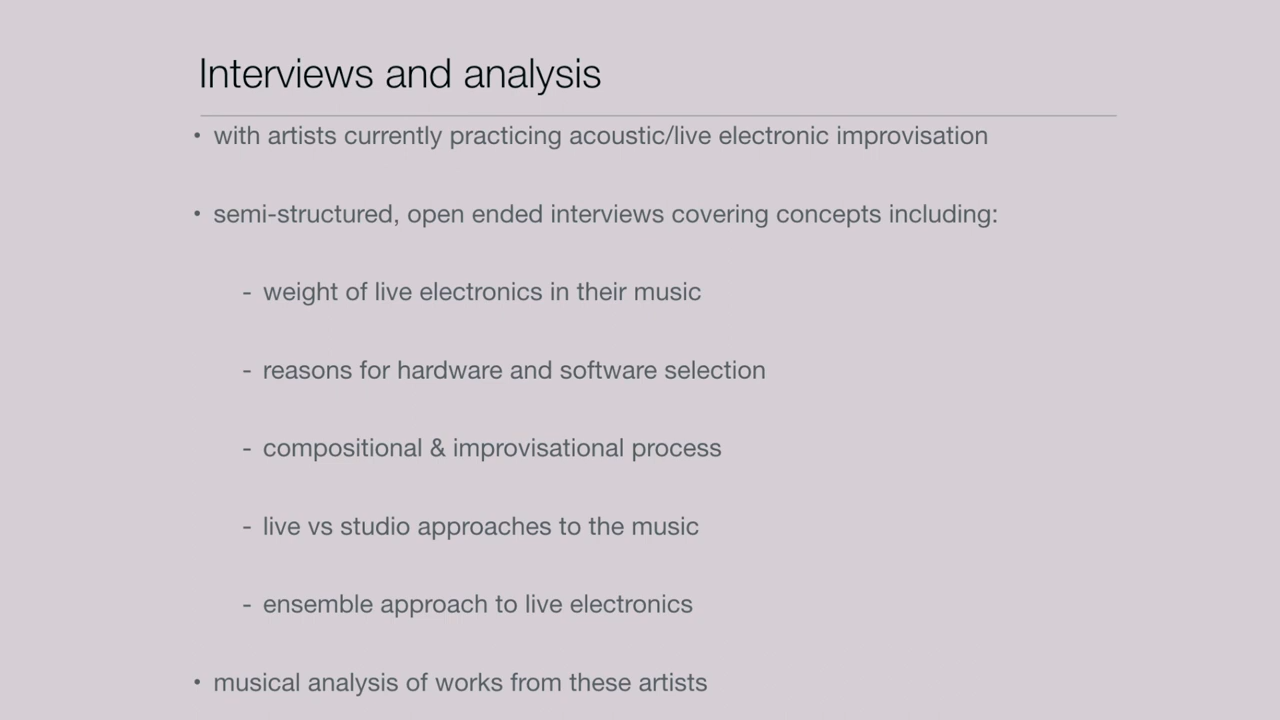 Interviews and analysis
• with artists currently practicing acoustic/live electronic improvisation
• semi-structured, open ended interviews covering concepts including:
- weight of live electronics in their music
- reasons for hardware and software selection
- compositional & improvisational process
- live vs studio approaches to the music
- ensemble approach to live electronics
• musical analysis of works from these artists